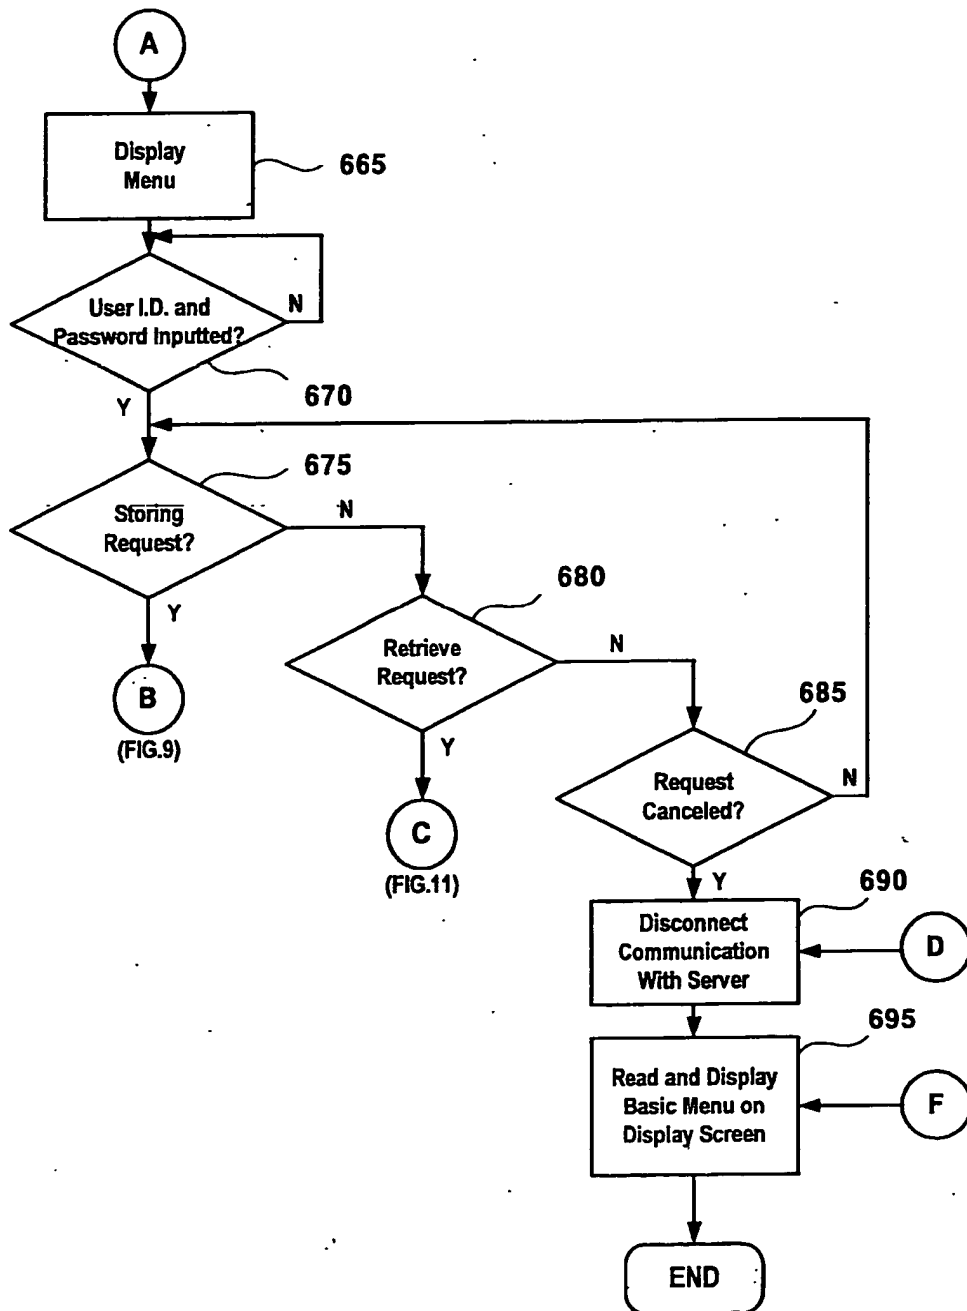 A
Display
Menu
665
User I.D. and
Password Inputted?
N
670
Y
675
Storing
Request?
N
680
Y
Retrieve
Request?
N
B
(FIG.9)
685
Y
Request
Canceled?
N
C
(FIG.11)
Y
690
Disconnect
Communication
With Server
D
695
Read and Display
Basic Menu on
Display Screen
F
END